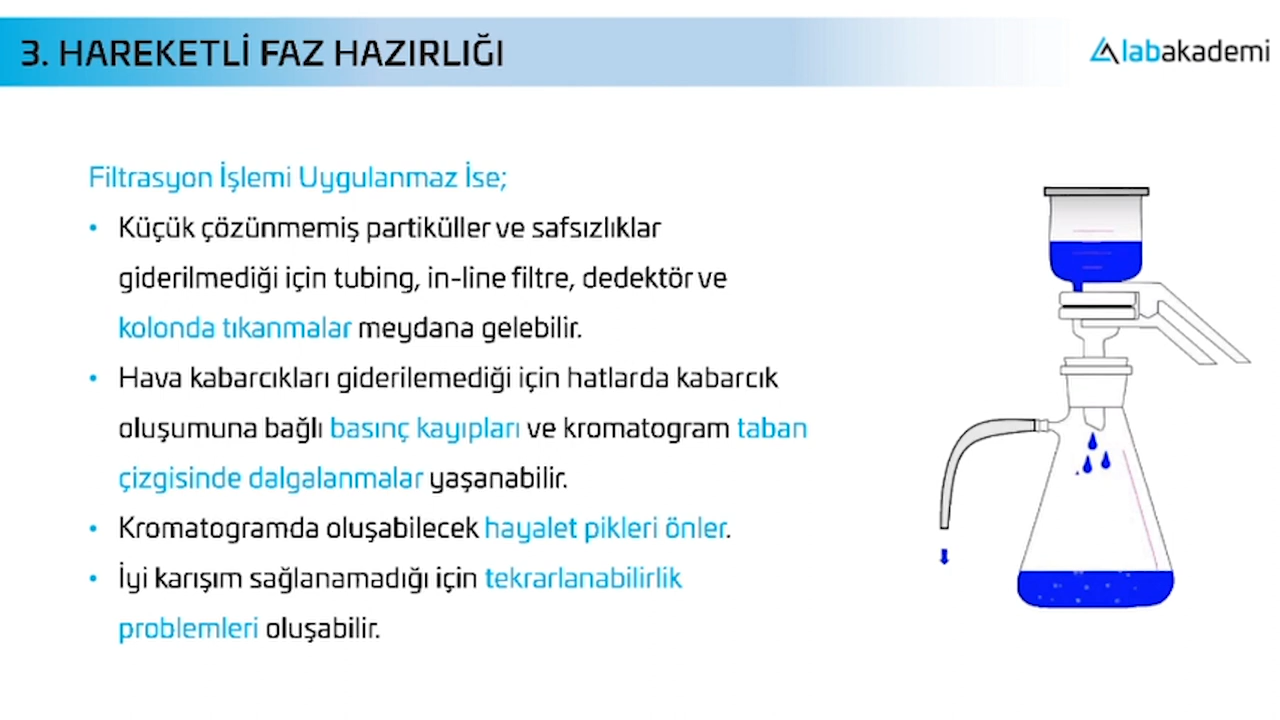 3. HAREKETLİ FAZ HAZIRLIĞI
labakademi
Filtrasyon İşlemi Uygulanmaz İse;
• Küçük çözünmemiş partiküller ve safsızlıklar
giderilmediği için tubing, in-line filtre, dedektör ve
kolonda tıkanmalar meydana gelebilir.
• Hava kabarcıkları giderilemediği için hatlarda kabarcık
oluşumuna bağlı basınç kayıpları ve kromatogram taban
çizgisinde dalgalanmalar yaşanabilir.
• Kromatogramda oluşabilecek hayalet pikleri önler.
• İyi karışım sağlanamadığı için tekrarlanabilirlik
problemleri oluşabilir.